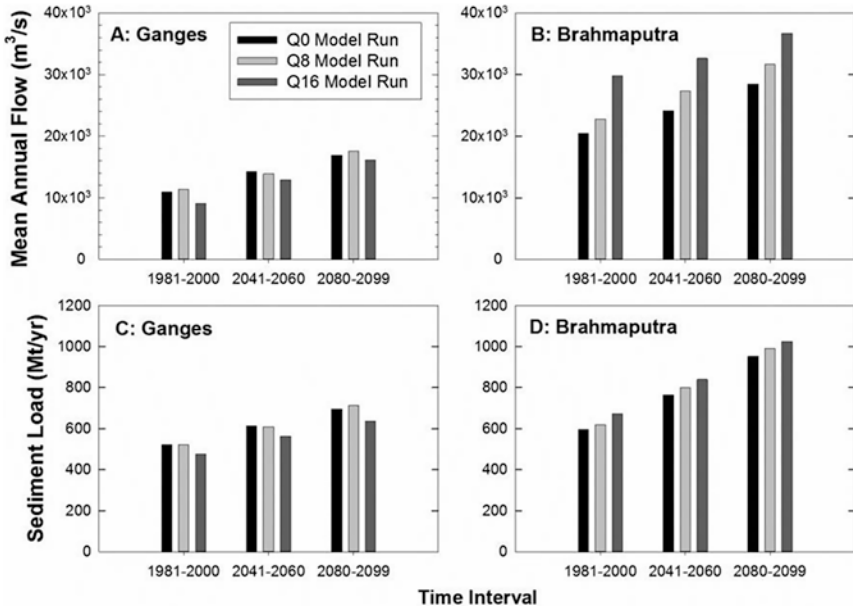 A: Ganges
Q0 Model Run
Q8 Model Run
Q16 Model Run
B: Brahmaputra
Mean Annual Flow (m³/s)
40x10³
30x10³
20x10³
10x10³
0
40x10³
30x10³
20x10³
10x10³
0
1981-2000 2041-2060 2080-2099
1981-2000 2041-2060 2080-2099
C: Ganges
D: Brahmaputra
Sediment Load (Mt/yr)
1200
1000
800
600
400
200
0
1200
1000
800
600
400
200
0
1981-2000 2041-2060 2080-2099
1981-2000 2041-2060 2080-2099
Time Interval